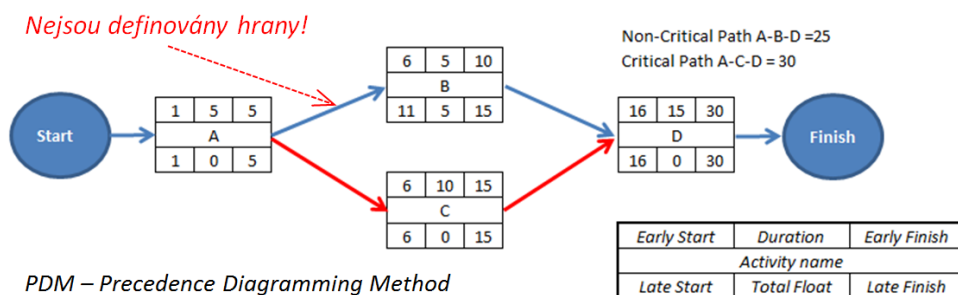 Nejsou definovány hrany!
Non-Critical Path A-B-D =25
Critical Path A-C-D = 30
Start
1 5 5
A
1 0 5
6 5 10
B
11 5 15
6 10 15
C
6 0 15
16 15 30
D
16 0 30
Finish
Early Start Duration Early Finish
Activity name
Late Start Total Float Late Finish
PDM – Precedence Diagramming Method